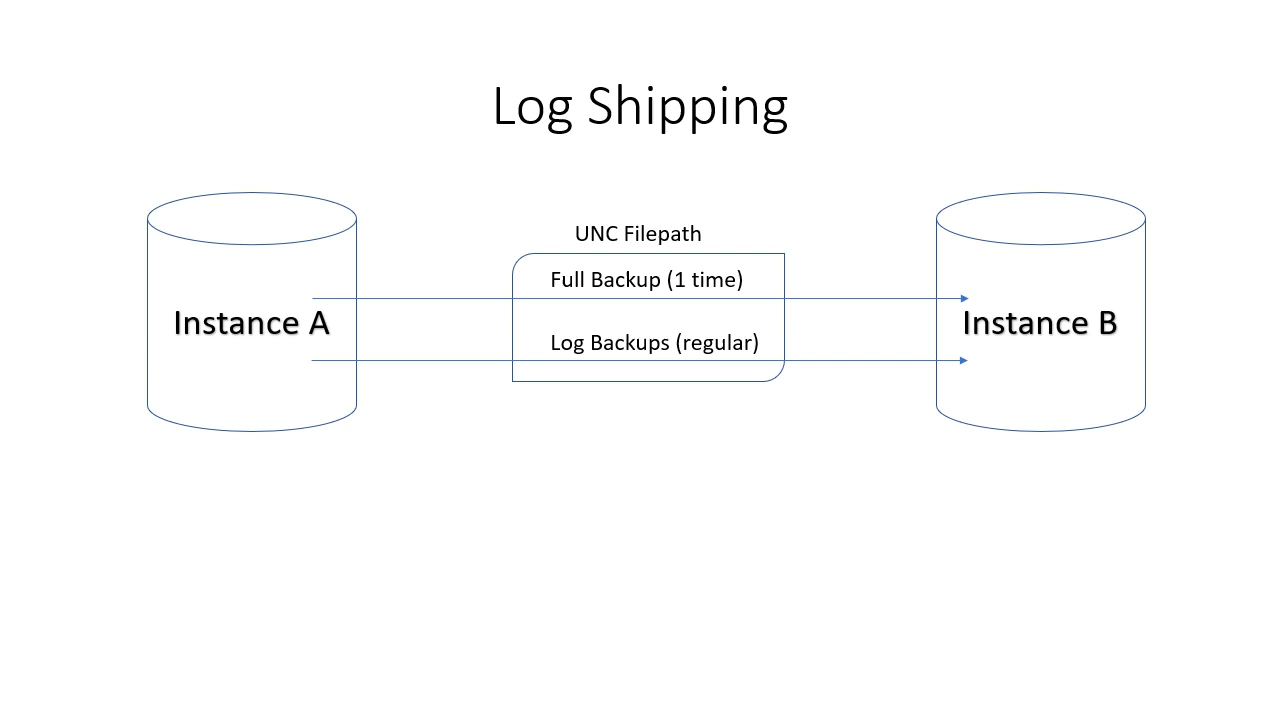 Log Shipping
UNC Filepath
Full Backup (1 time)
Instance A
Instance B
Log Backups (regular)